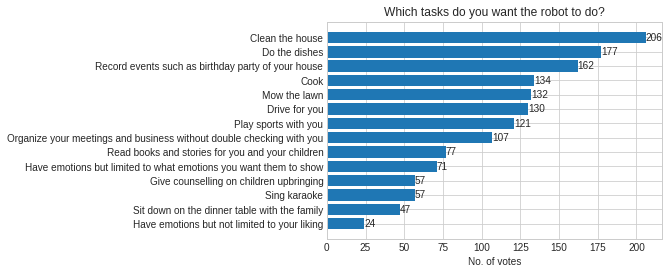 Which tasks do you want the robot to do?
Clean the house 206
Do the dishes 177
Record events such as birthday party of your house 162
Cook 134
Mow the lawn 132
Drive for you 130
Play sports with you 121
Organize your meetings and business without double checking with you 107
Read books and stories for you and your children 77
Have emotions but limited to what emotions you want them to show 71
Give counselling on children upbringing 57
Sing karaoke 57
Sit down on the dinner table with the family 47
Have emotions but not limited to your liking 24
0 25 50 75 100 125 150 175 200
No. of votes